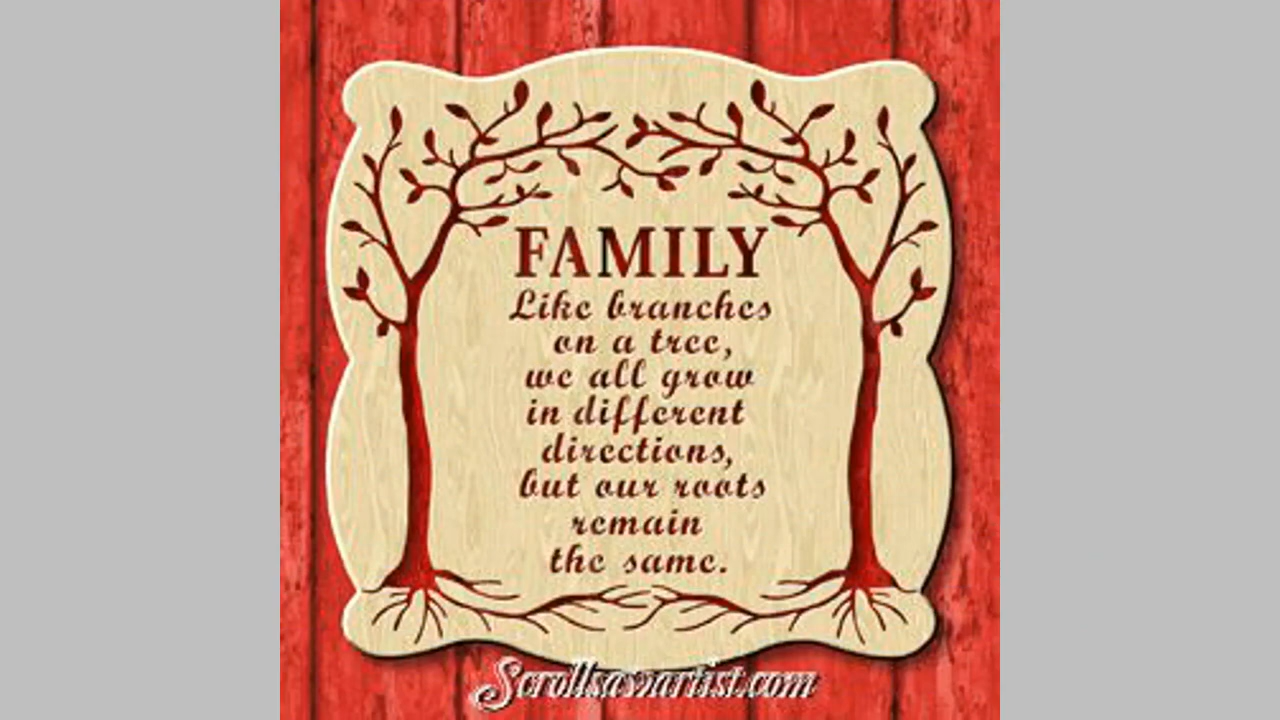 FAMILY
Like branches
on a tree,
we all grow
in different
directions,
but our roots
remain
the same.
Scrollsawartist.com